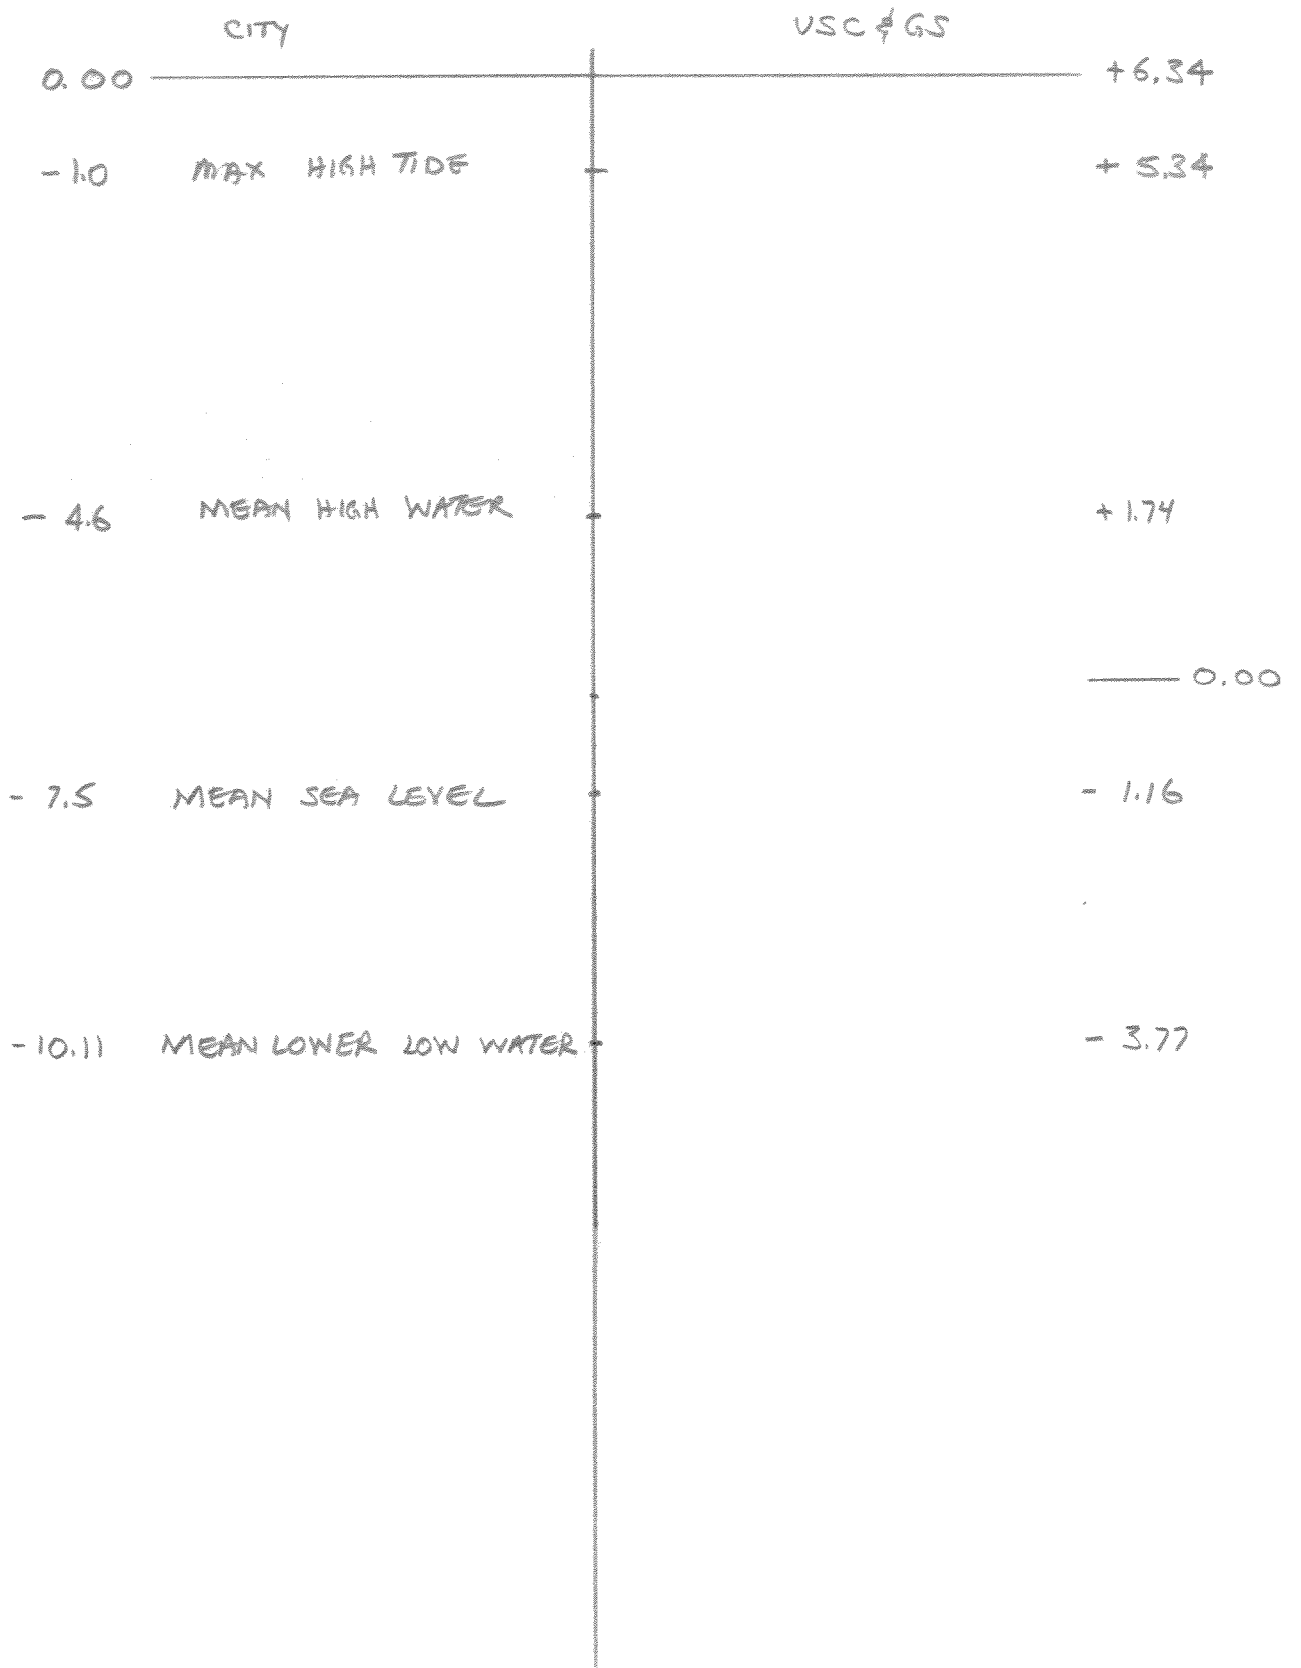 CITY USC & GS
0.00 +6.34
-1.0 MAX HIGH TIDE + 5.34
- 4.6 MEAN HIGH WATER + 1.74
0.00
- 7.5 MEAN SEA LEVEL - 1.16
-10.11 MEAN LOWER LOW WATER - 3.77